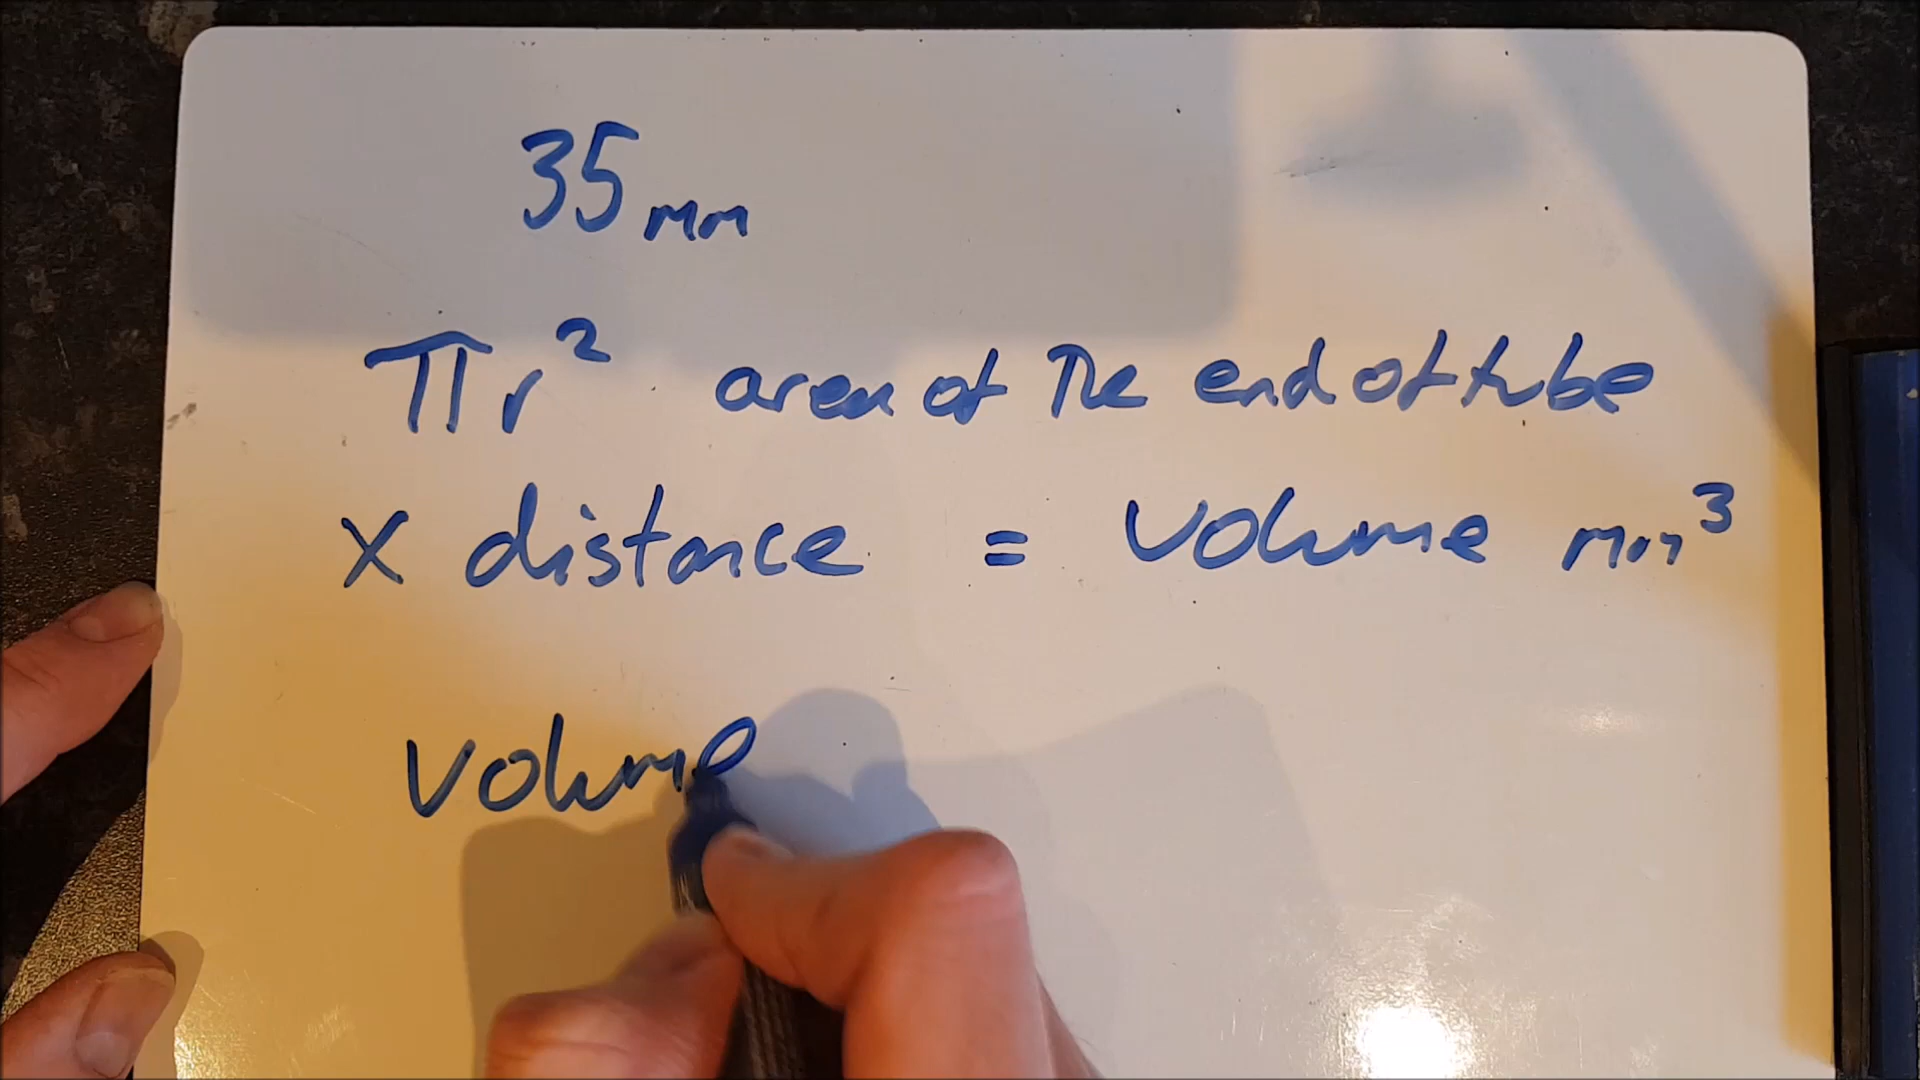 35mm
πr² area of the end of tube
x distance = volume mm³
volume